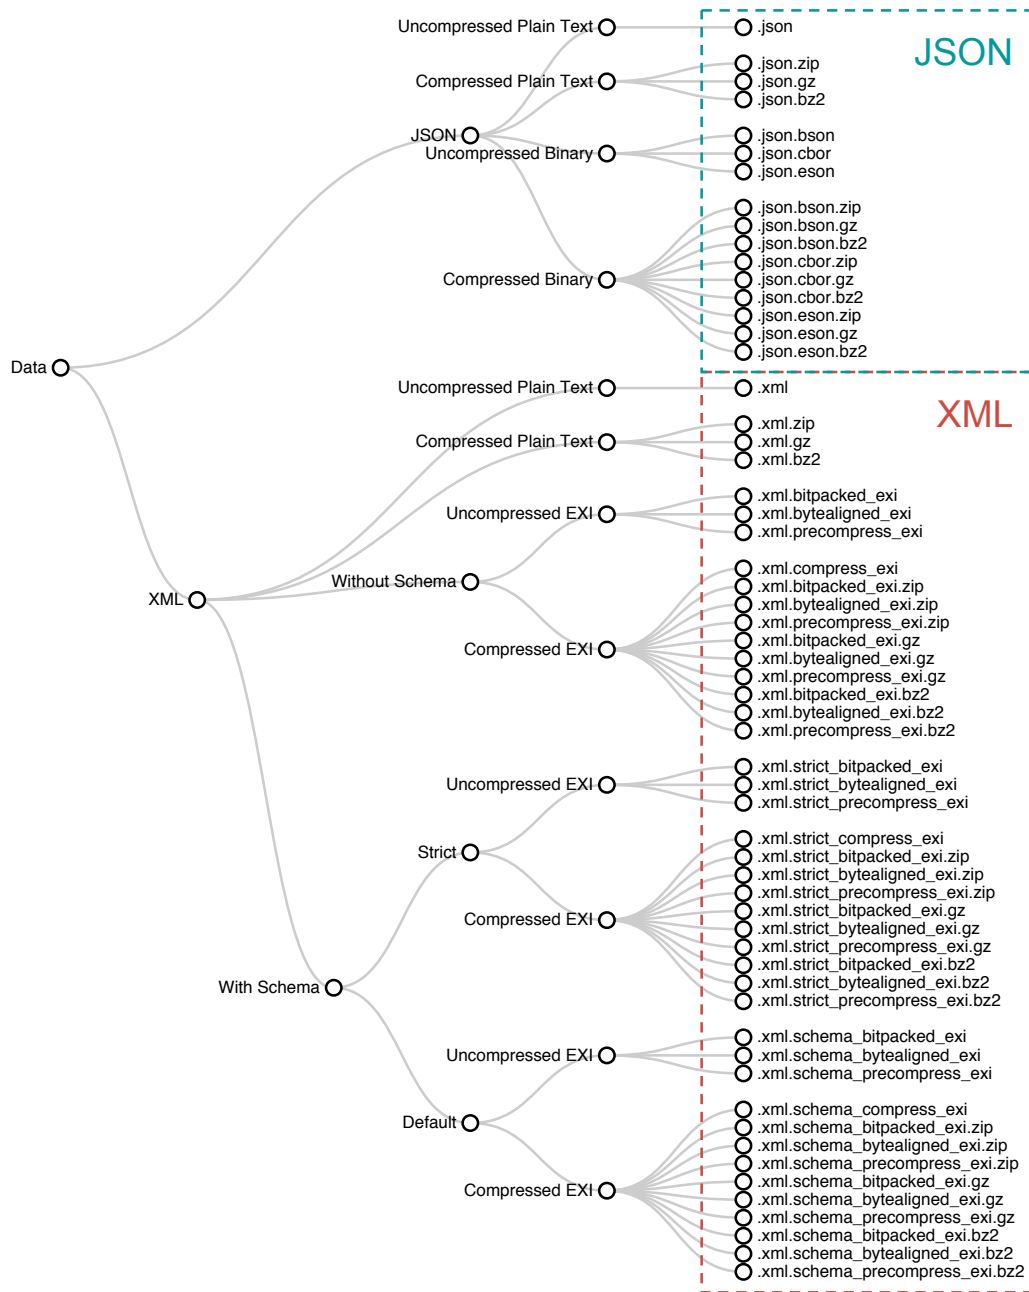 Uncompressed Plain Text
.json
JSON
.json.zip
Compressed Plain Text
.json.gz
.json.bz2
JSON
.json.bson
Uncompressed Binary
.json.cbor
.json.eson
.json.bson.zip
.json.bson.gz
.json.bson.bz2
.json.cbor.zip
Compressed Binary
.json.cbor.gz
.json.cbor.bz2
.json.eson.zip
.json.eson.gz
.json.eson.bz2
Data
Uncompressed Plain Text
.xml
XML
.xml.zip
Compressed Plain Text
.xml.gz
.xml.bz2
.xml.bitpacked_exi
Uncompressed EXI
.xml.bytealigned_exi
.xml.precompress_exi
.xml.compress_exi
Without Schema
.xml.bitpacked_exi.zip
XML
.xml.bytealigned_exi.zip
.xml.precompress_exi.zip
.xml.bitpacked_exi.gz
Compressed EXI
.xml.bytealigned_exi.gz
.xml.precompress_exi.gz
.xml.bitpacked_exi.bz2
.xml.bytealigned_exi.bz2
.xml.precompress_exi.bz2
.xml.strict_bitpacked_exi
Uncompressed EXI
.xml.strict_bytealigned_exi
.xml.strict_precompress_exi
.xml.strict_compress_exi
Strict
.xml.strict_bitpacked_exi.zip
.xml.strict_bytealigned_exi.zip
.xml.strict_precompress_exi.zip
.xml.strict_bitpacked_exi.gz
Compressed EXI
.xml.strict_bytealigned_exi.gz
.xml.strict_precompress_exi.gz
.xml.strict_bitpacked_exi.bz2
.xml.strict_bytealigned_exi.bz2
With Schema
.xml.strict_precompress_exi.bz2
.xml.schema_bitpacked_exi
Uncompressed EXI
.xml.schema_bytealigned_exi
.xml.schema_precompress_exi
.xml.schema_compress_exi
Default
.xml.schema_bitpacked_exi.zip
.xml.schema_bytealigned_exi.zip
.xml.schema_precompress_exi.zip
.xml.schema_bitpacked_exi.gz
Compressed EXI
.xml.schema_bytealigned_exi.gz
.xml.schema_precompress_exi.gz
.xml.schema_bitpacked_exi.bz2
.xml.schema_bytealigned_exi.bz2
.xml.schema_precompress_exi.bz2